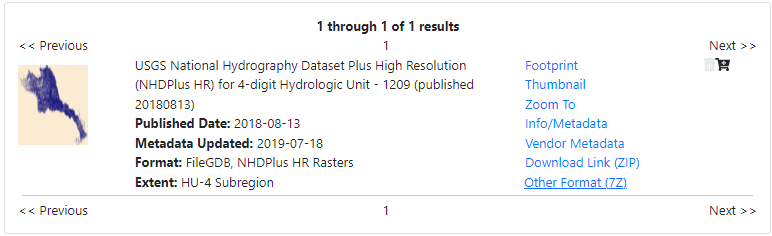 1 through 1 of 1 results
<< Previous 1 Next >>
USGS National Hydrography Dataset Plus High Resolution
(NHDPlus HR) for 4-digit Hydrologic Unit - 1209 (published
20180813)
Published Date: 2018-08-13
Metadata Updated: 2019-07-18
Format: FileGDB, NHDPlus HR Rasters
Extent: HU-4 Subregion
Footprint
Thumbnail
Zoom To
Info/Metadata
Vendor Metadata
Download Link (ZIP)
Other Format (7Z)
<< Previous 1 Next >>